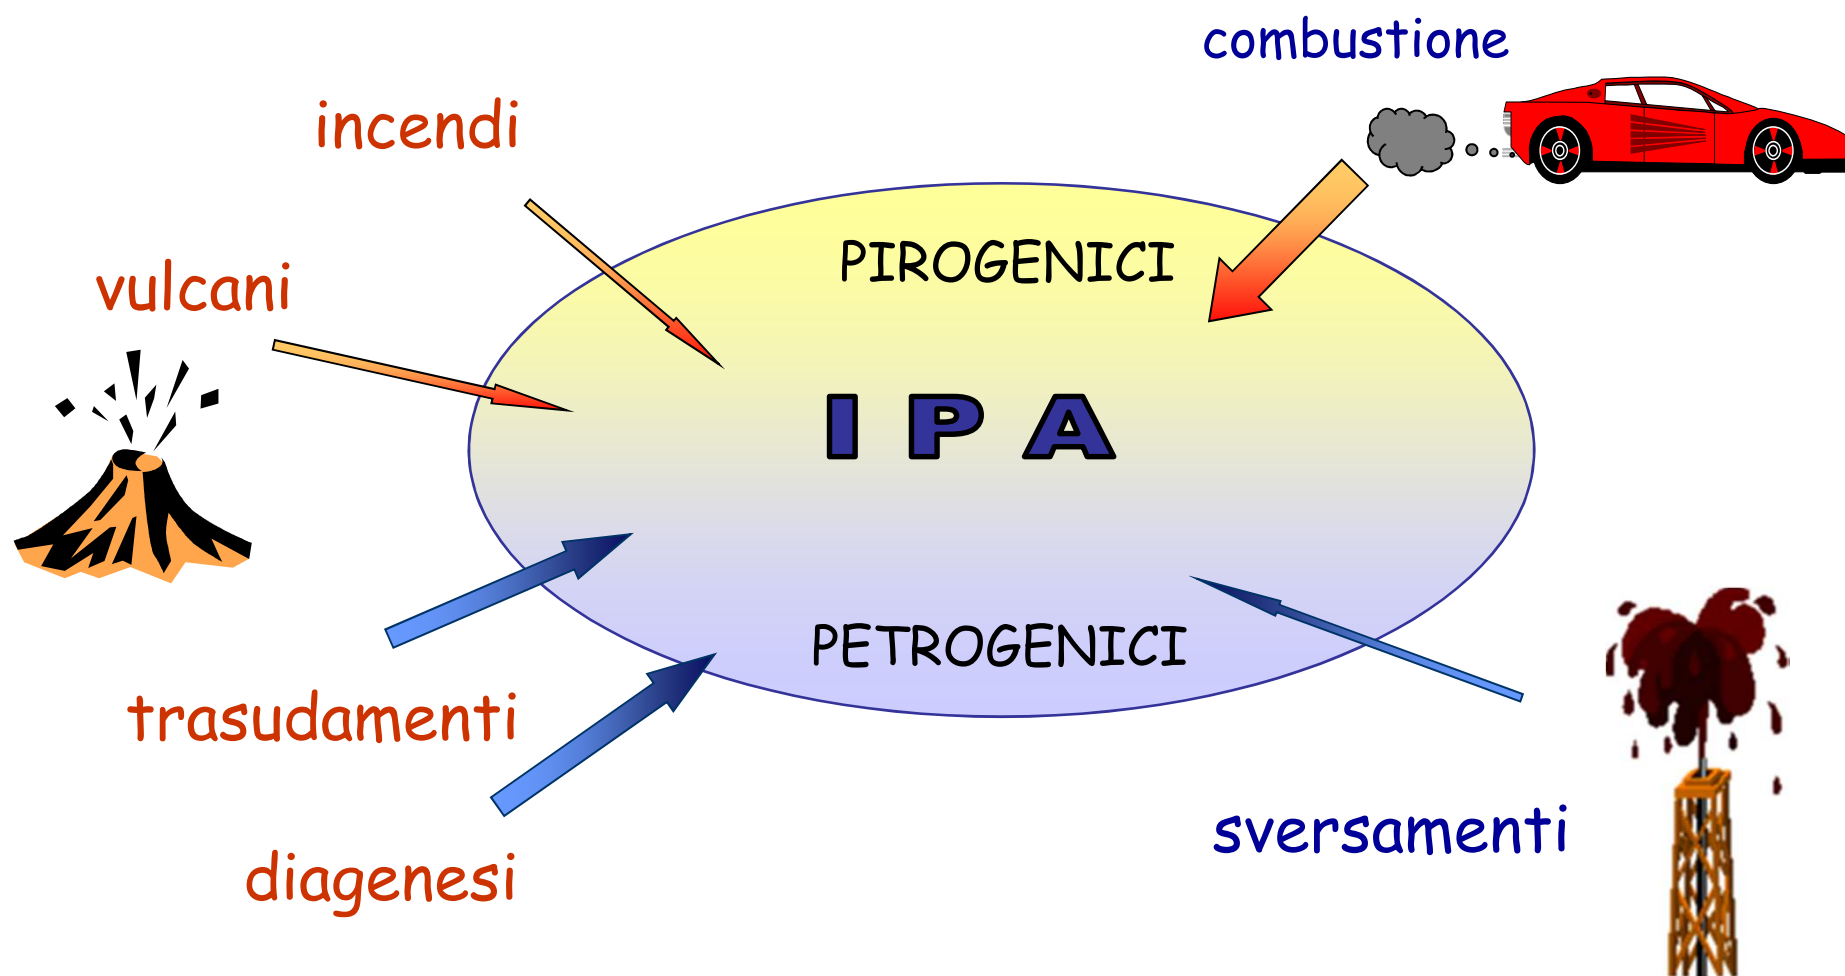 combustione
incendi
PIROGENICI
vulcani
I P A
PETROGENICI
trasudamenti
sversamenti
diagenesi